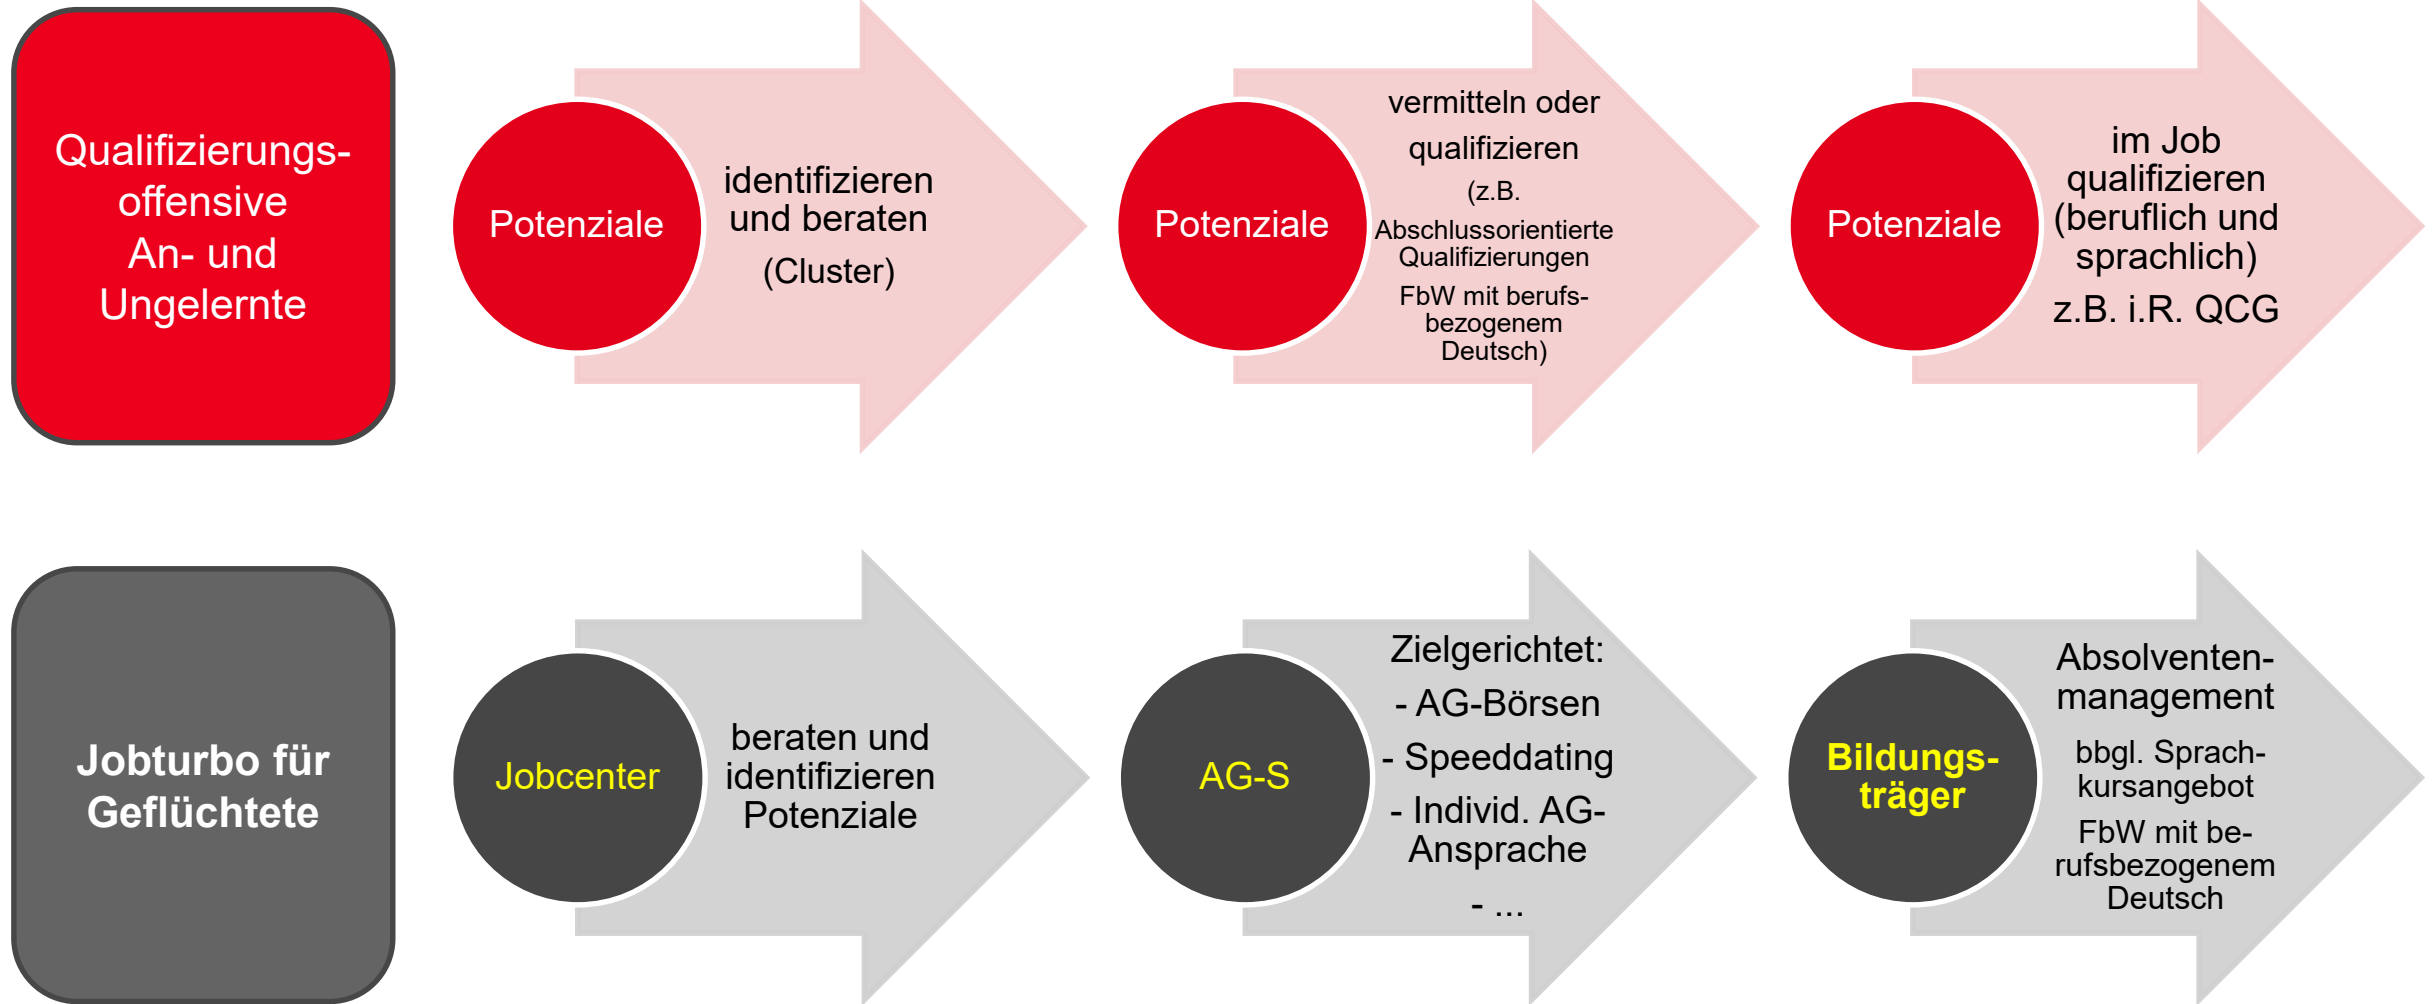 Qualifizierungs-
offensive
An- und
Ungelernte
Potenziale
identifizieren
und beraten
(Cluster)
Potenziale
vermitteln oder
qualifizieren
(z.B.
Abschlussorientierte
Qualifizierungen
FbW mit berufs-
bezogenem
Deutsch)
Potenziale
im Job
qualifizieren
(beruflich und
sprachlich)
z.B. i.R. QCG
Jobturbo für
Geflüchtete
Jobcenter
beraten und
identifizieren
Potenziale
AG-S
Zielgerichtet:
- AG-Börsen
- Speeddating
- Individ. AG-
Ansprache
- ...
Bildungs-
träger
Absolventen-
management
bbgl. Sprach-
kursangebot
FbW mit be-
rufsbezogenem
Deutsch